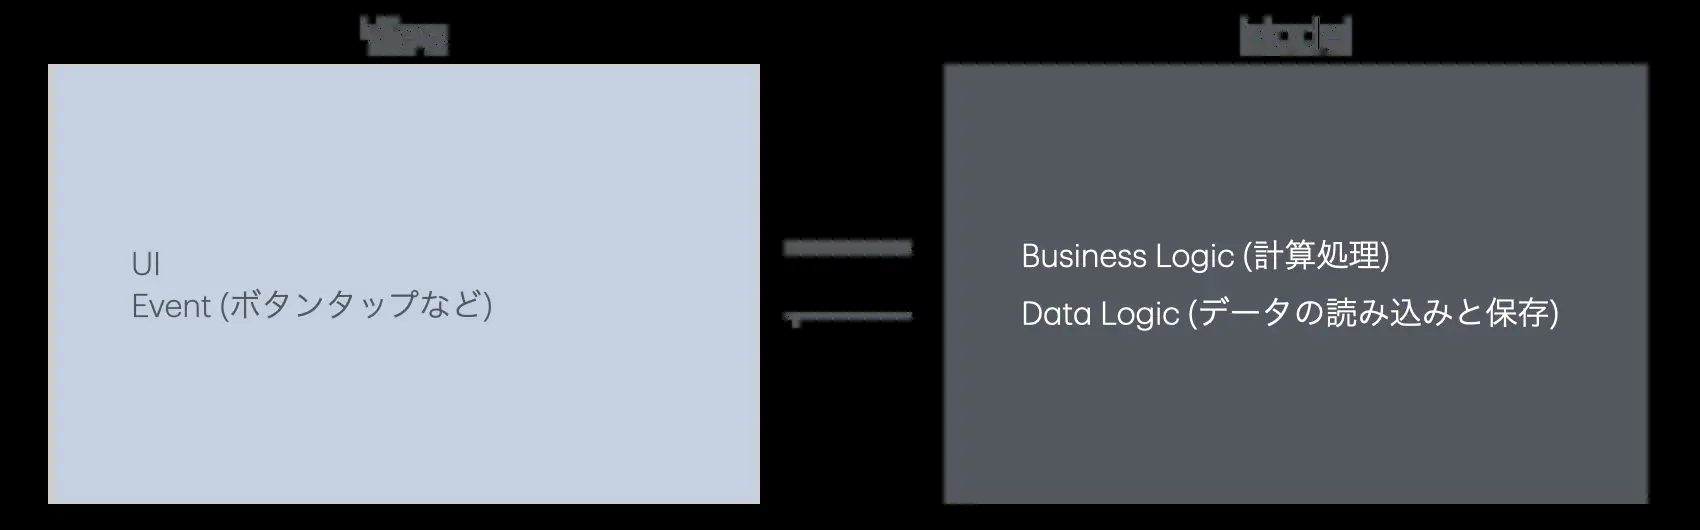 View
Model
UI
Event (ボタンタップなど)
Business Logic (計算処理)
Data Logic (データの読み込みと保存)